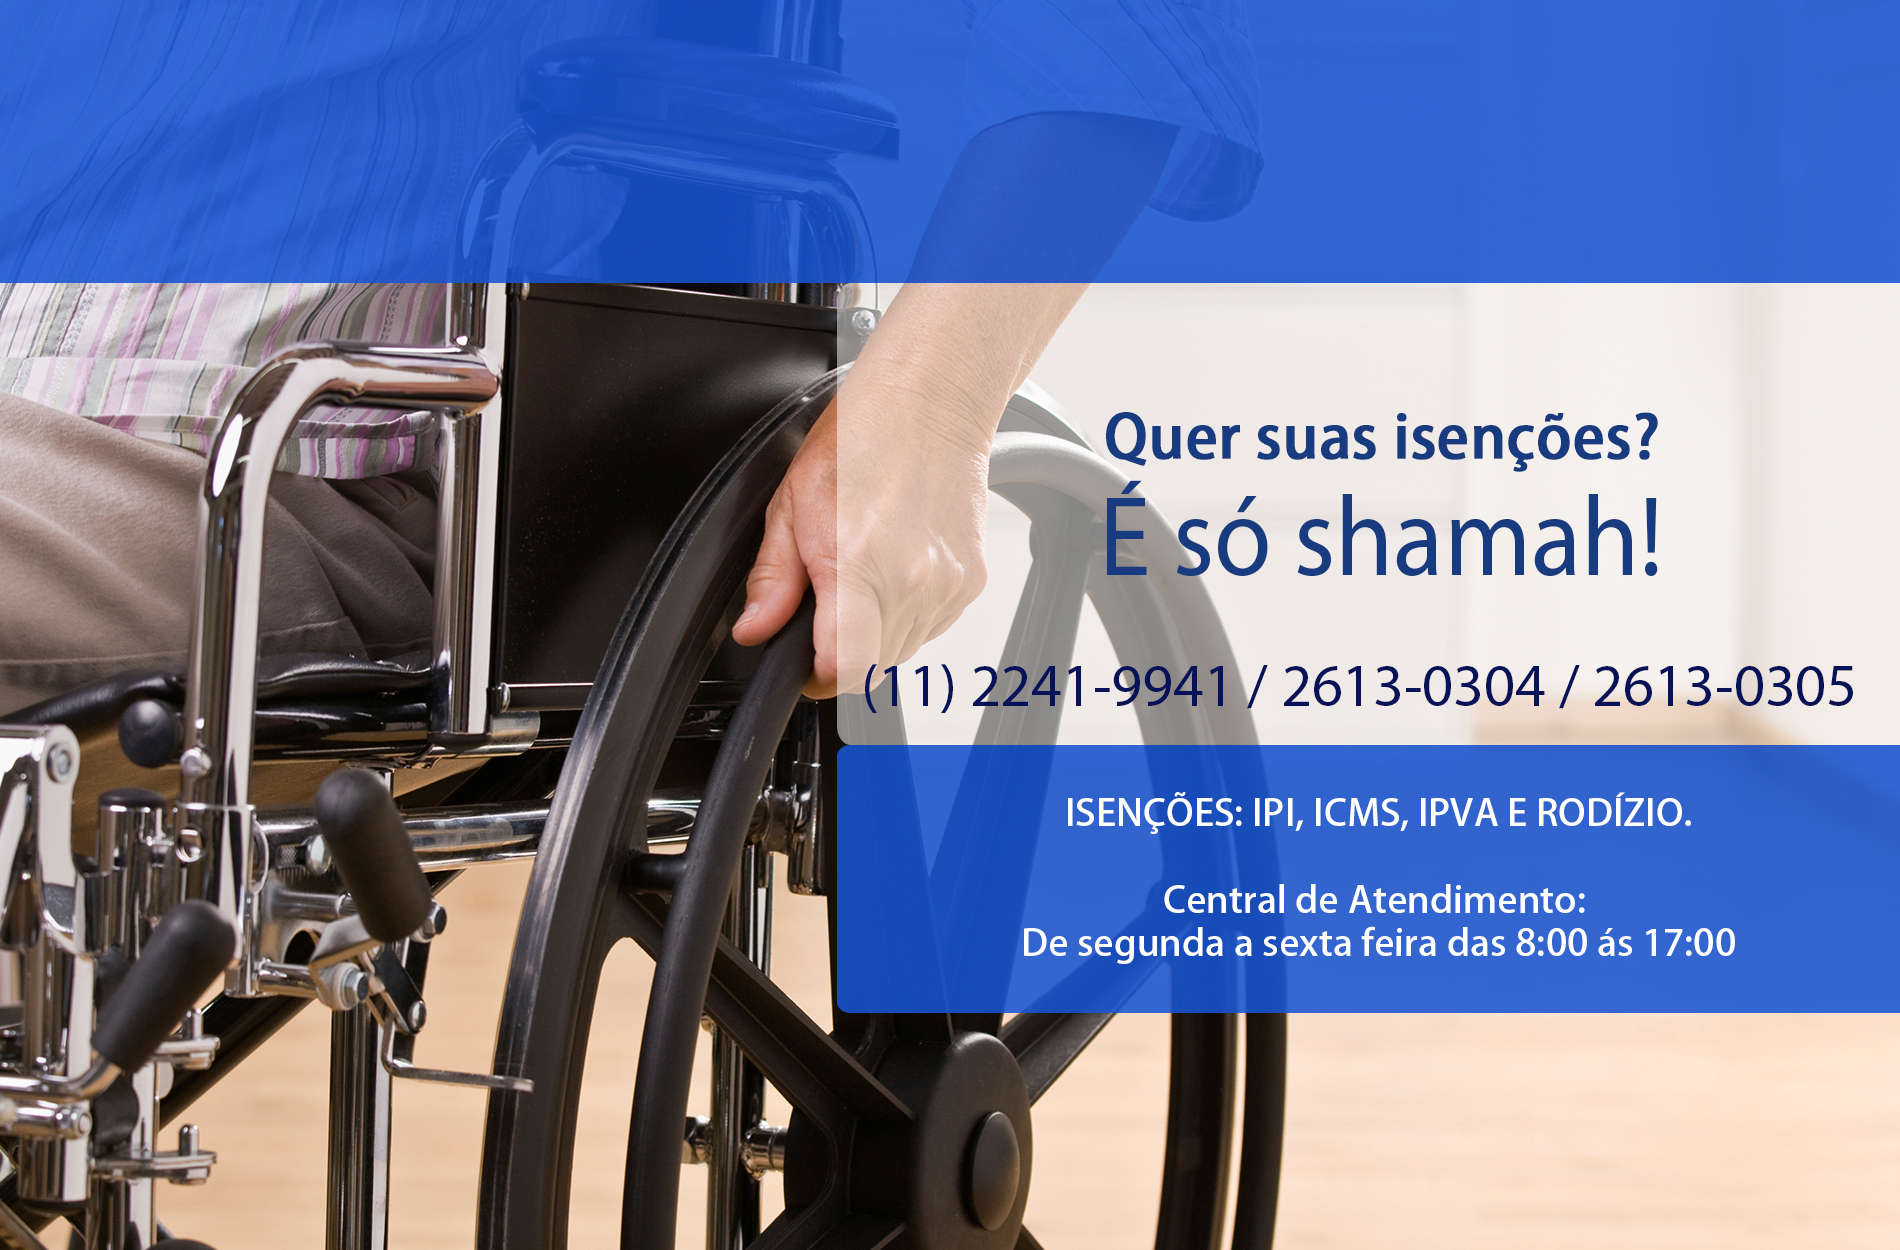 Quer suas isenções?
É só shamah!
(11) 2241-9941 / 2613-0304 / 2613-0305
ISENÇÕES: IPI, ICMS, IPVA E RODÍZIO.
Central de Atendimento:
De segunda a sexta feira das 8:00 ás 17:00